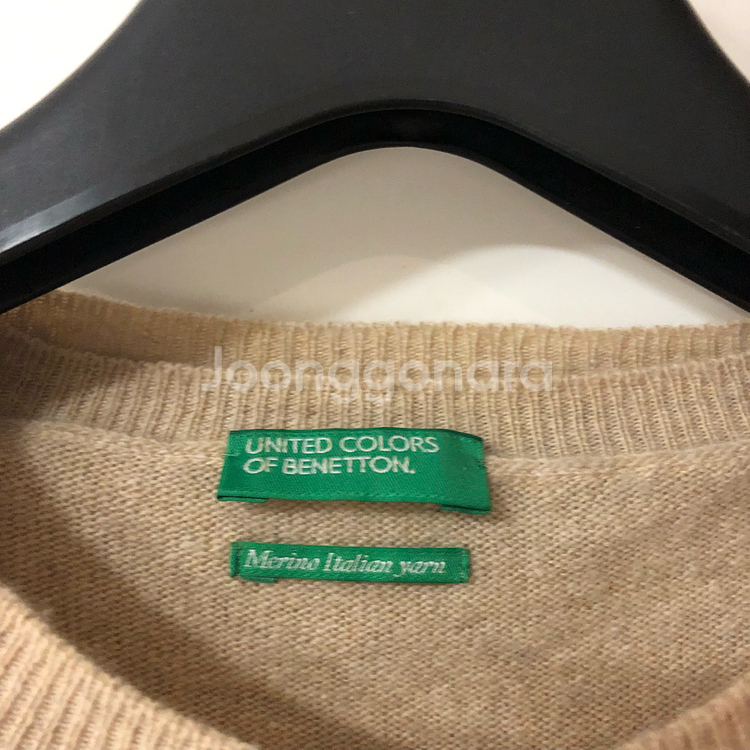 Joonggonara
UNITED COLORS
OF BENETTON.
Merino Italian yarn